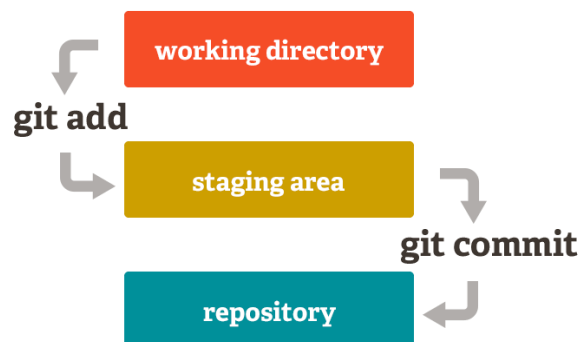 working directory
git add
staging area
git commit
repository